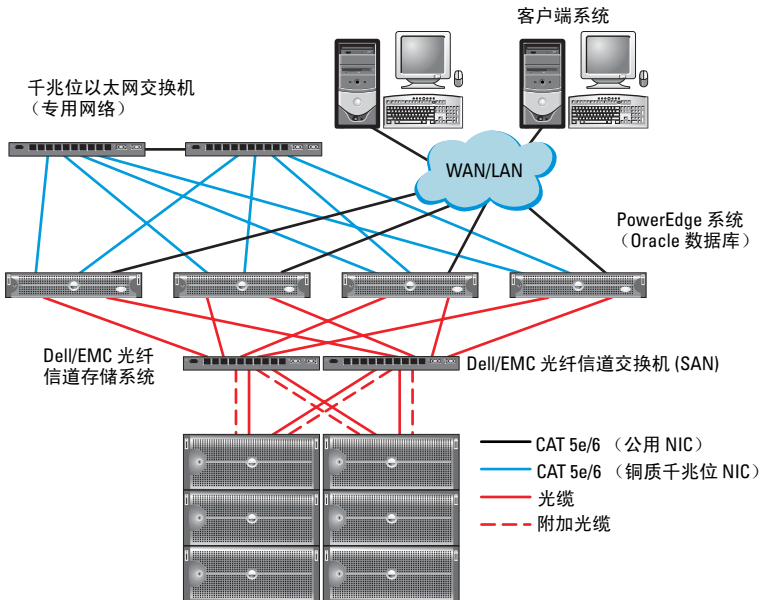 客户端系统
千兆位以太网交换机
（专用网络）
WAN/LAN
PowerEdge 系统
（Oracle 数据库）
Dell/EMC 光纤
信道存储系统
Dell/EMC 光纤信道交换机 (SAN)
CAT 5e/6 （公用 NIC）
CAT 5e/6 （铜质千兆位 NIC）
光缆
附加光缆